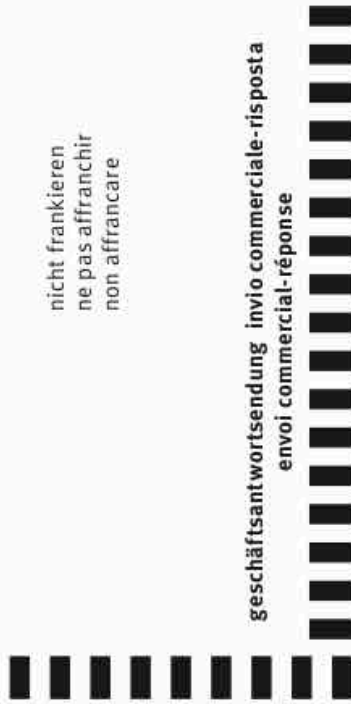 nicht frankieren
ne pas affranchir
non affrancare
geschäftsantwortsendung invio commerciale-risposta
envoi commercial-réponse